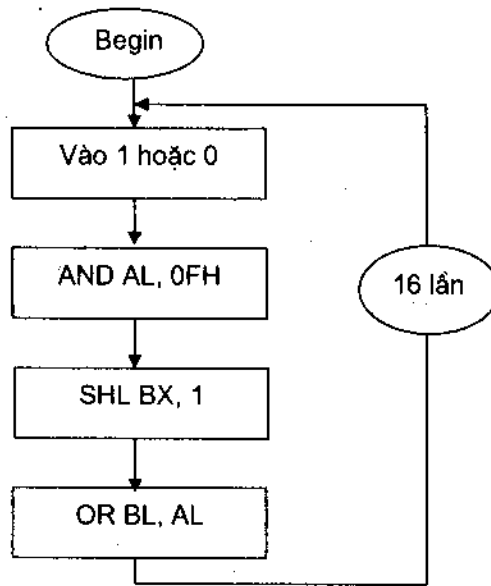 Begin
Vào 1 hoặc 0
AND AL, 0FH
16 lần
SHL BX, 1
OR BL, AL